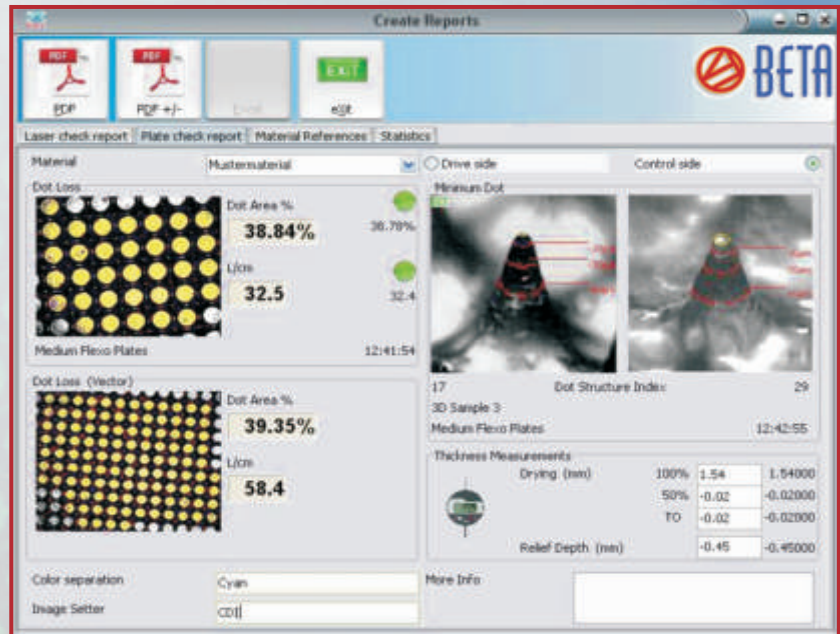 Create Reports
PDF
PDF
EXIT
PDF
PDF +/-
exit
BETA
Laser check report
Plate check report
Material References
Statistics
Material
Mustermaterial
Drive side
Control side
Dot Loss
Dot Area %
38.84%
38.78%
L/cm
32.5
32.4
Medium Flexo Plates
12:41:54
Dot Loss (Vector)
Dot Area %
39.35%
L/cm
58.4
Minimum Dot
17
Dot Structure Index
29
3D Sample 3
Medium Flexo Plates
12:42:55
Thickness Measurements
Drying (mm)
100%
1.54
1.54000
50%
-0.02
-0.02000
TO
-0.02
-0.02000
Relief Depth (mm)
-0.45
-0.45000
Color separation
Cyan
Image Setter
CDI
More Info